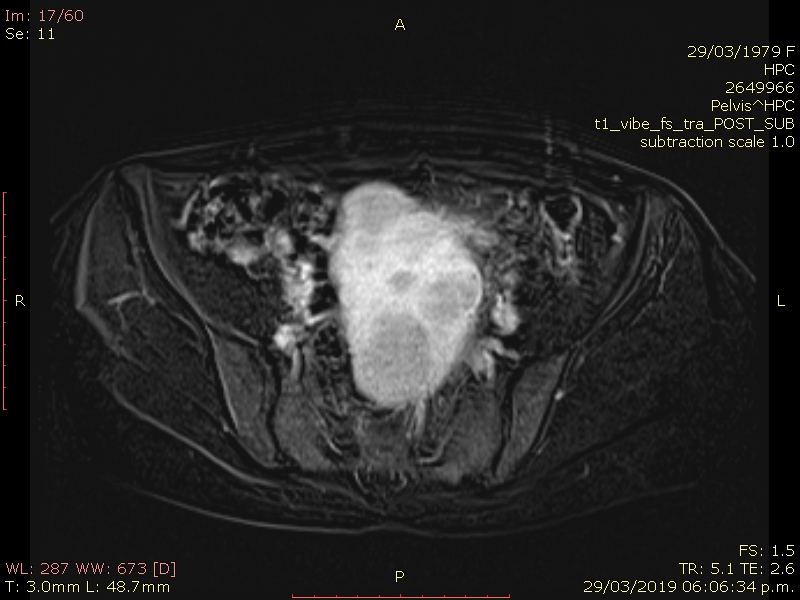 Im: 17/60
Se: 11
A
29/03/1979 F
HPC
2649966
Pelvis^HPC
t1_vibe_fs_tra_POST_SUB
subtraction scale 1.0
R
L
WL: 287 WW: 673 [D]
T: 3.0mm L: 48.7mm
P
FS: 1.5
TR: 5.1 TE: 2.6
29/03/2019 06:06:34 p.m.